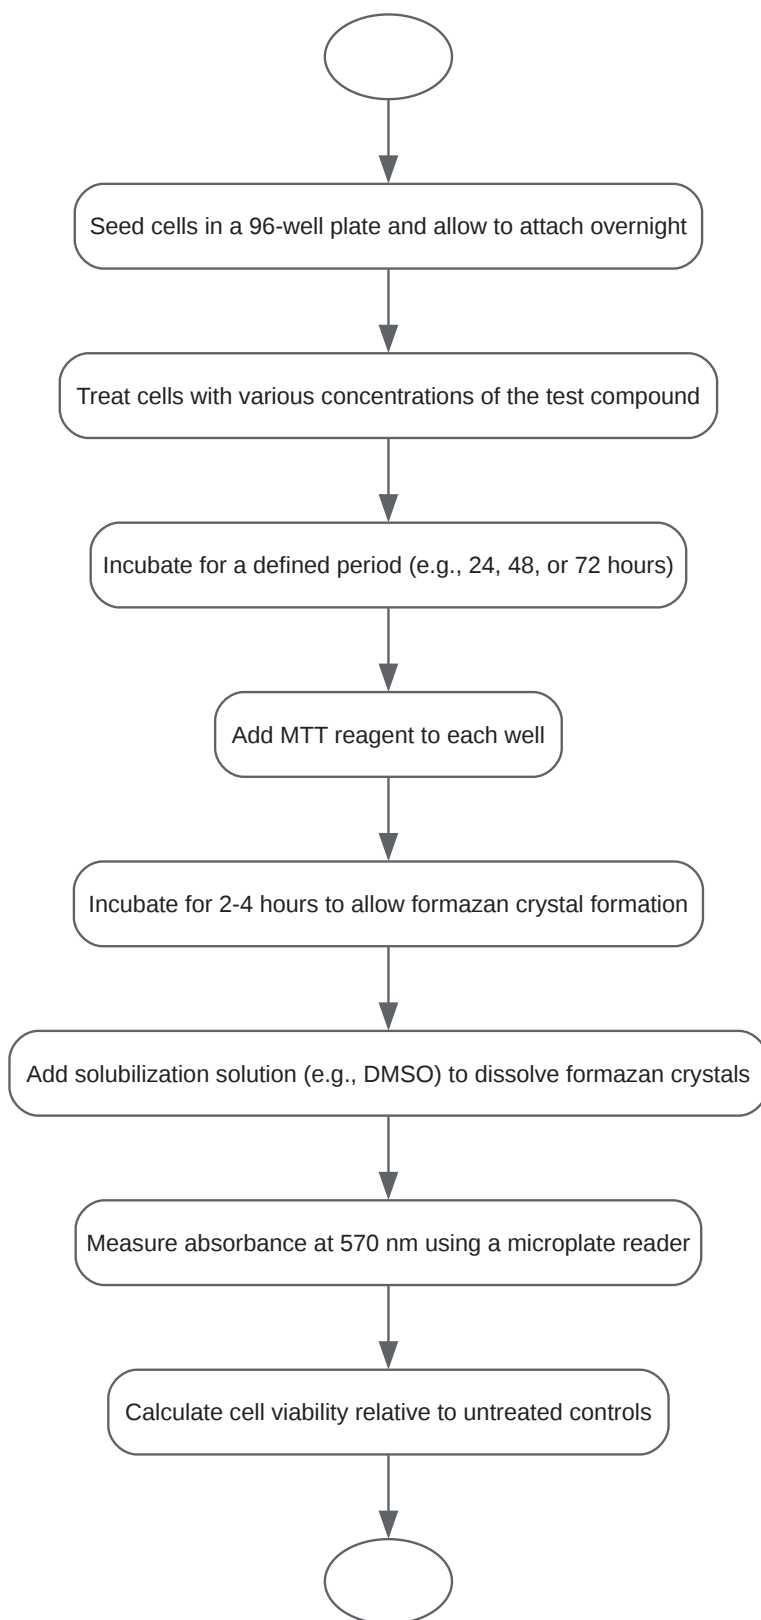 Seed cells in a 96-well plate and allow to attach overnight
Treat cells with various concentrations of the test compound
Incubate for a defined period (e.g., 24, 48, or 72 hours)
Add MTT reagent to each well
Incubate for 2-4 hours to allow formazan crystal formation
Add solubilization solution (e.g., DMSO) to dissolve formazan crystals
Measure absorbance at 570 nm using a microplate reader
Calculate cell viability relative to untreated controls